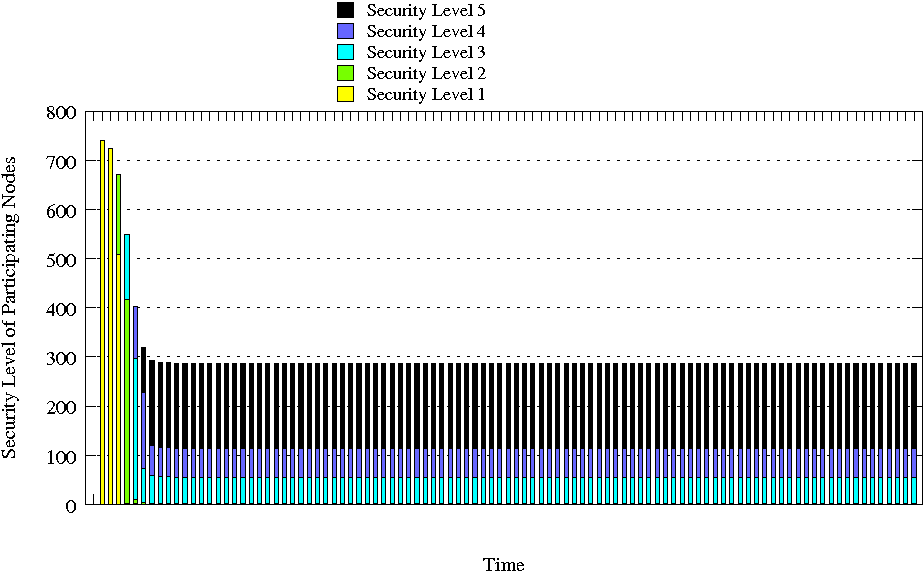 Security Level 5
Security Level 4
Security Level 3
Security Level 2
Security Level 1
800
700
600
500
400
300
200
100
0
Security Level of Participating Nodes
Time